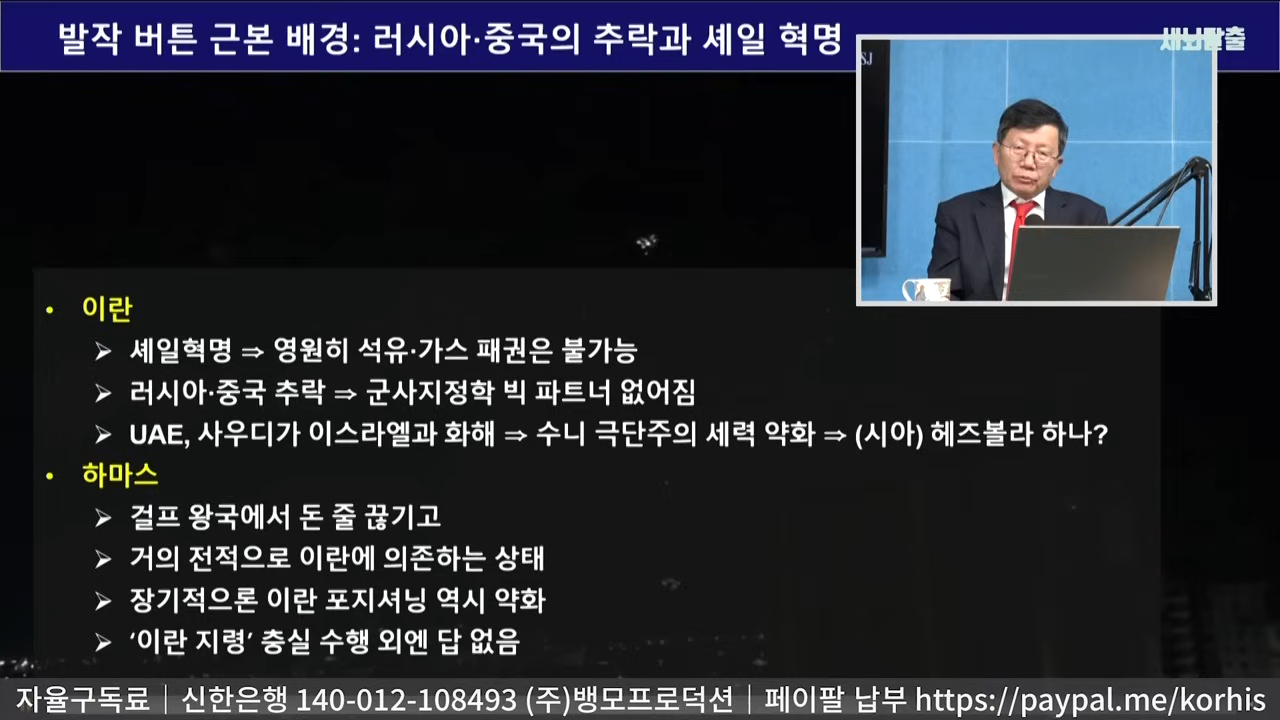 발작 버튼 근본 배경: 러시아·중국의 추락과 셰일 혁명
세뇌탈출
SJ
• 이란
➢ 셰일혁명 ⇒ 영원히 석유·가스 패권은 불가능
➢ 러시아·중국 추락 ⇒ 군사지정학 빅 파트너 없어짐
➢ UAE, 사우디가 이스라엘과 화해 ⇒ 수니 극단주의 세력 약화 ⇒ (시아) 헤즈볼라 하나?
• 하마스
➢ 걸프 왕국에서 돈 줄 끊기고
➢ 거의 전적으로 이란에 의존하는 상태
➢ 장기적으론 이란 포지셔닝 역시 약화
➢ ‘이란 지령’ 충실 수행 외엔 답 없음
자율구독료｜신한은행 140-012-108493 (주)뱅모프로덕션｜페이팔 납부 https://paypal.me/korhis